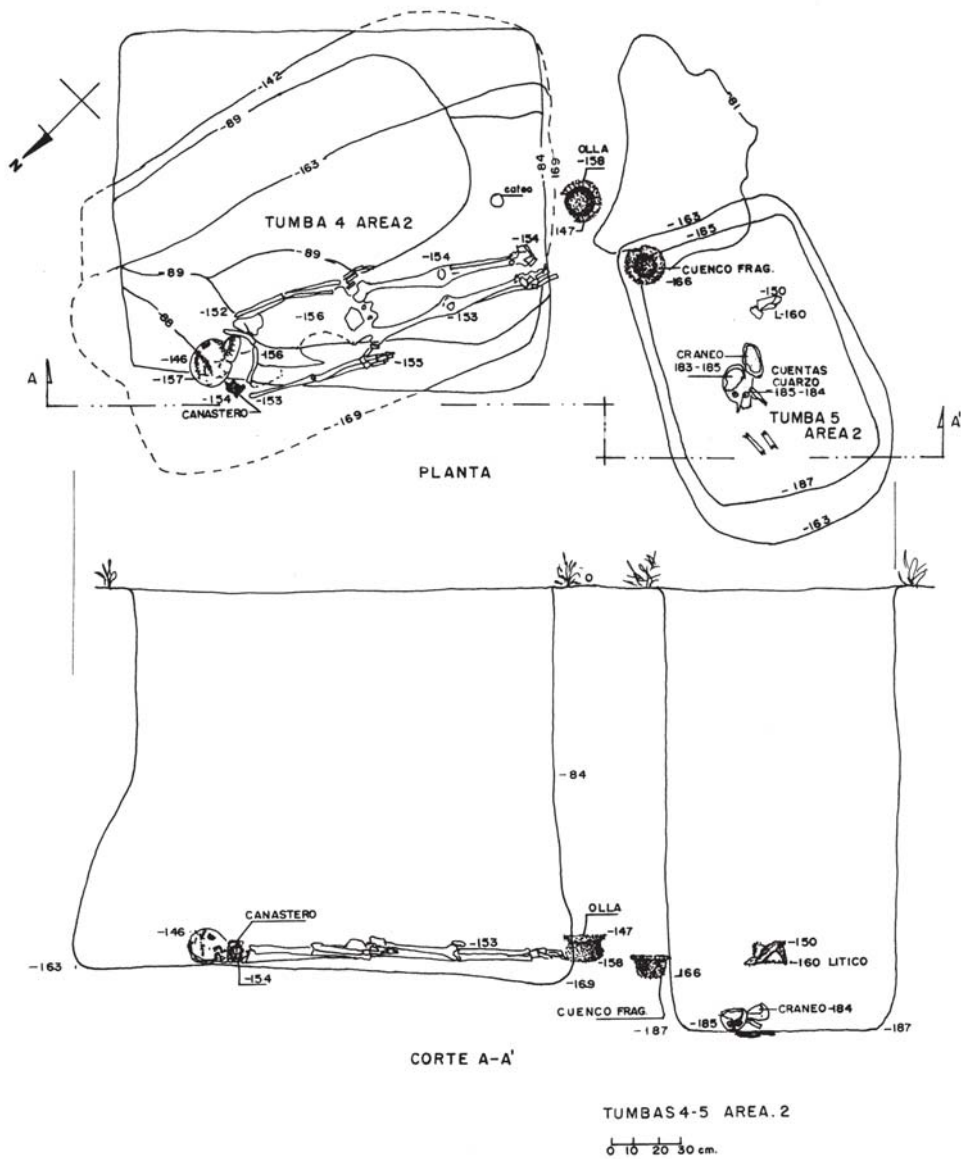 -142
-89
-163
-81
N
OLLA
-158
-84
169
cateo
147
TUMBA 4 AREA 2
-163
-185
CUENCO FRAG.
-166
-154
-154
-89
-89
-150
L-160
-152
-156
-153
-88
CRANEO
183-185
-146
-156
-155
CUENTAS
CUARZO
185-184
-157
A
-154
-153
CANASTERO
-169
TUMBA 5
AREA 2
A'
PLANTA
-187
-163
O
-84
CANASTERO
OLLA
-146
-153
-147
-150
-163
-154
158
-166
-160 LITICO
-169
CUENCO FRAG.
-185
CRANEO-184
-187
-187
CORTE A-A'
TUMBAS 4-5 AREA. 2
0 10 20 30 cm.